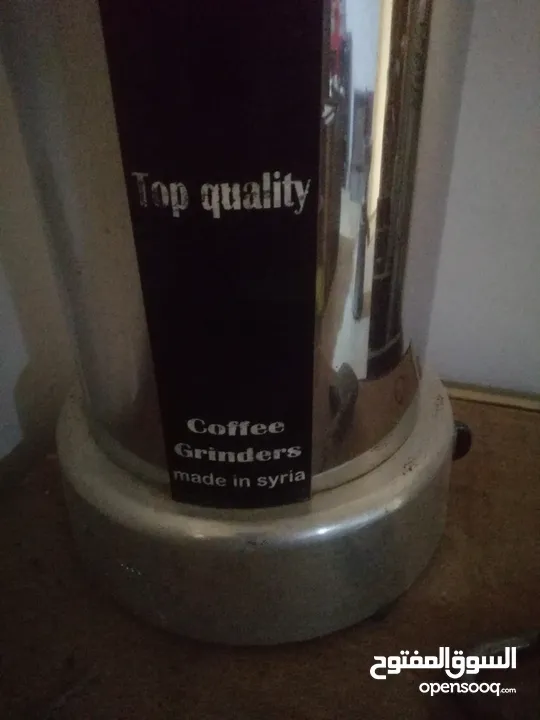 Top quality
Coffee
Grinders
made in syria
السوق المفتوح
opensooq.com